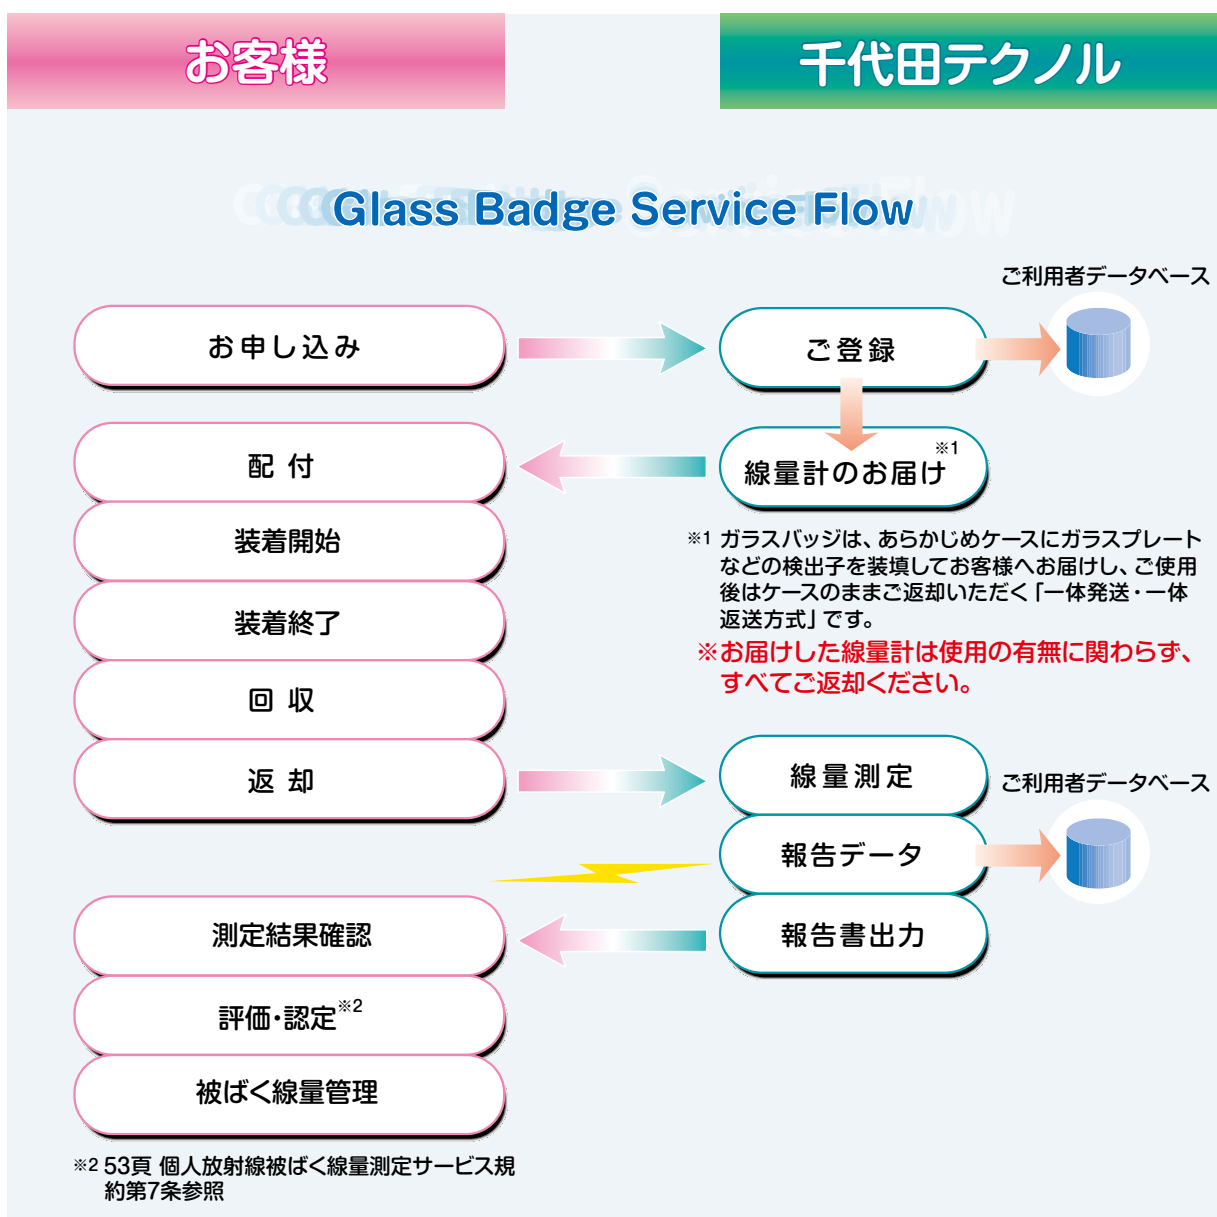 お客様
千代田テクノル
Glass Badge Service Flow
ご利用者データベース
お申し込み
ご登録
配付
線量計のお届け※1
装着開始
※1 ガラスバッジは、あらかじめケースにガラスプレート
などの検出子を装填してお客様へお届けし、ご使用
後はケースのままご返却いただく「一体発送・一体
返送方式」です。
※お届けした線量計は使用の有無に関わらず、
すべてご返却ください。
装着終了
回収
返却
線量測定
ご利用者データベース
報告データ
報告書出力
測定結果確認
評価・認定※2
被ばく線量管理
※2 53頁 個人放射線被ばく線量測定サービス規
約第7条参照